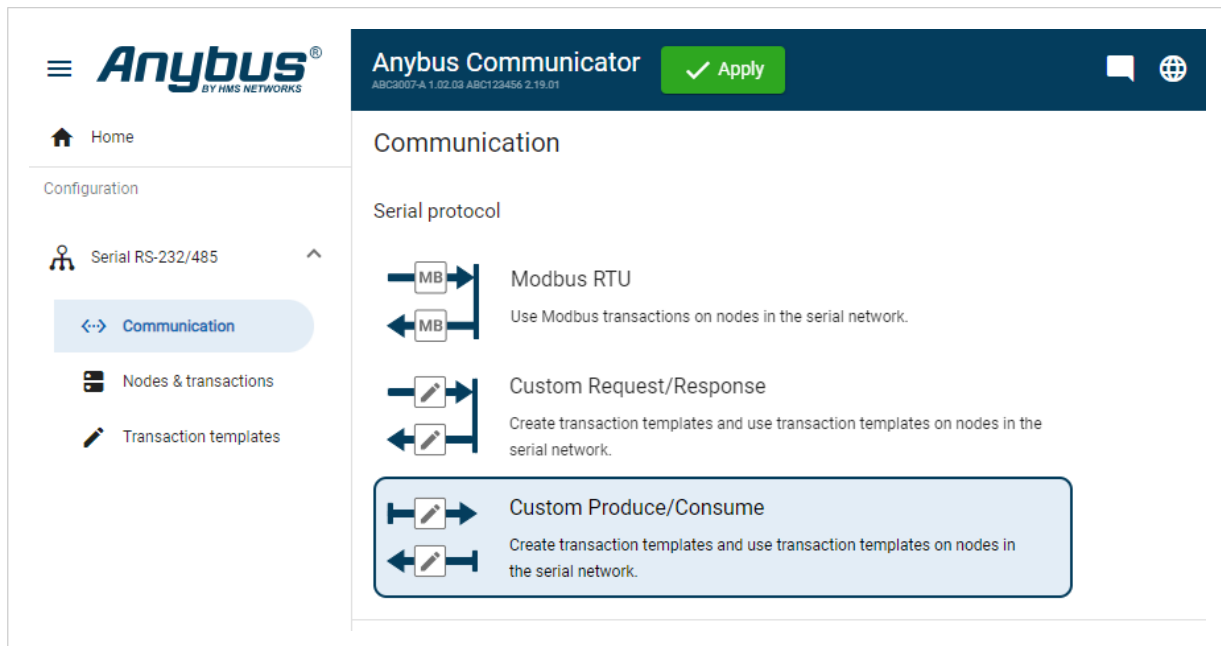 Anybus®
BY HMS NETWORKS
Home
Configuration
Serial RS-232/485
Communication
Nodes & transactions
Transaction templates
Anybus Communicator
ABC3007-A 1.02.03 ABC123456 2.19.01
Apply
Communication
Serial protocol
MB
MB
Modbus RTU
Use Modbus transactions on nodes in the serial network.
Custom Request/Response
Create transaction templates and use transaction templates on nodes in the
serial network.
Custom Produce/Consume
Create transaction templates and use transaction templates on nodes in
the serial network.